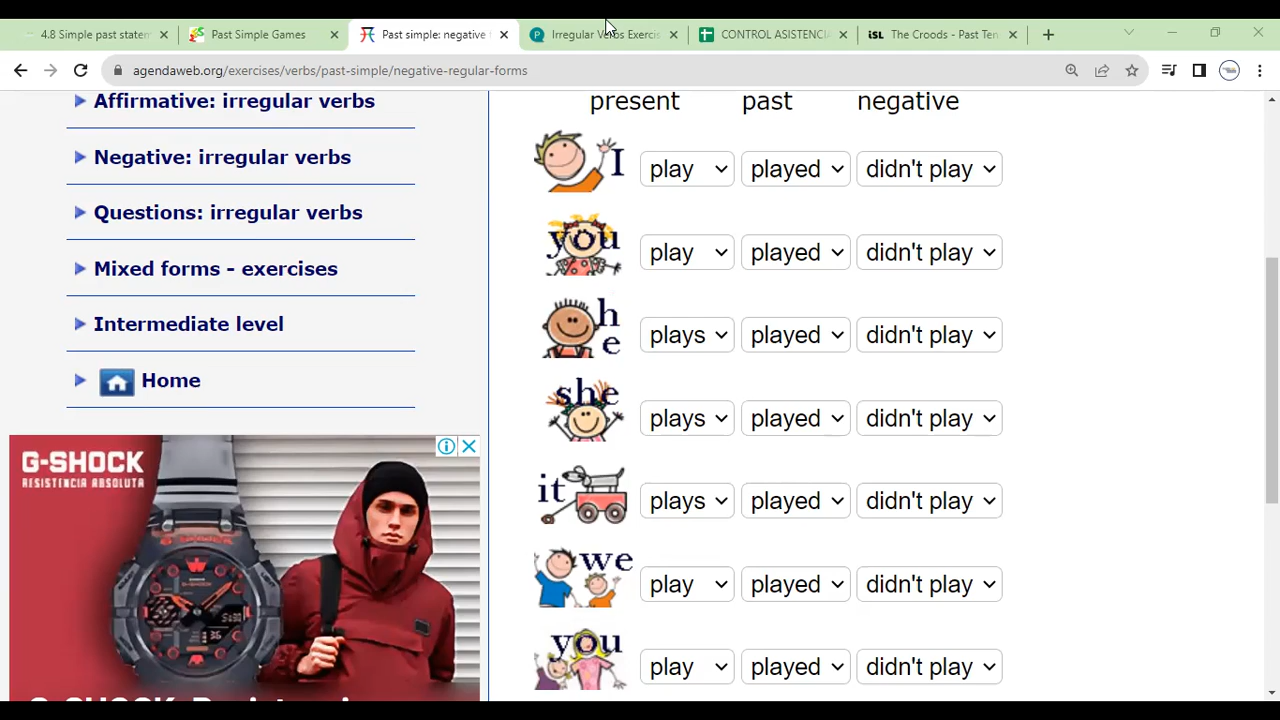 4.8 Simple past statem
Past Simple Games
Past simple: negative
Irregular Verbs Exercis
CONTROL ASISTENCIA
iSL The Croods - Past Ten
agendaweb.org/exercises/verbs/past-simple/negative-regular-forms
Affirmative: irregular verbs
Negative: irregular verbs
Questions: irregular verbs
Mixed forms - exercises
Intermediate level
Home
G-SHOCK
RESISTENCIA ABSOLUTA
present past negative
I play played didn't play
you play played didn't play
he plays played didn't play
she plays played didn't play
it plays played didn't play
we play played didn't play
you play played didn't play